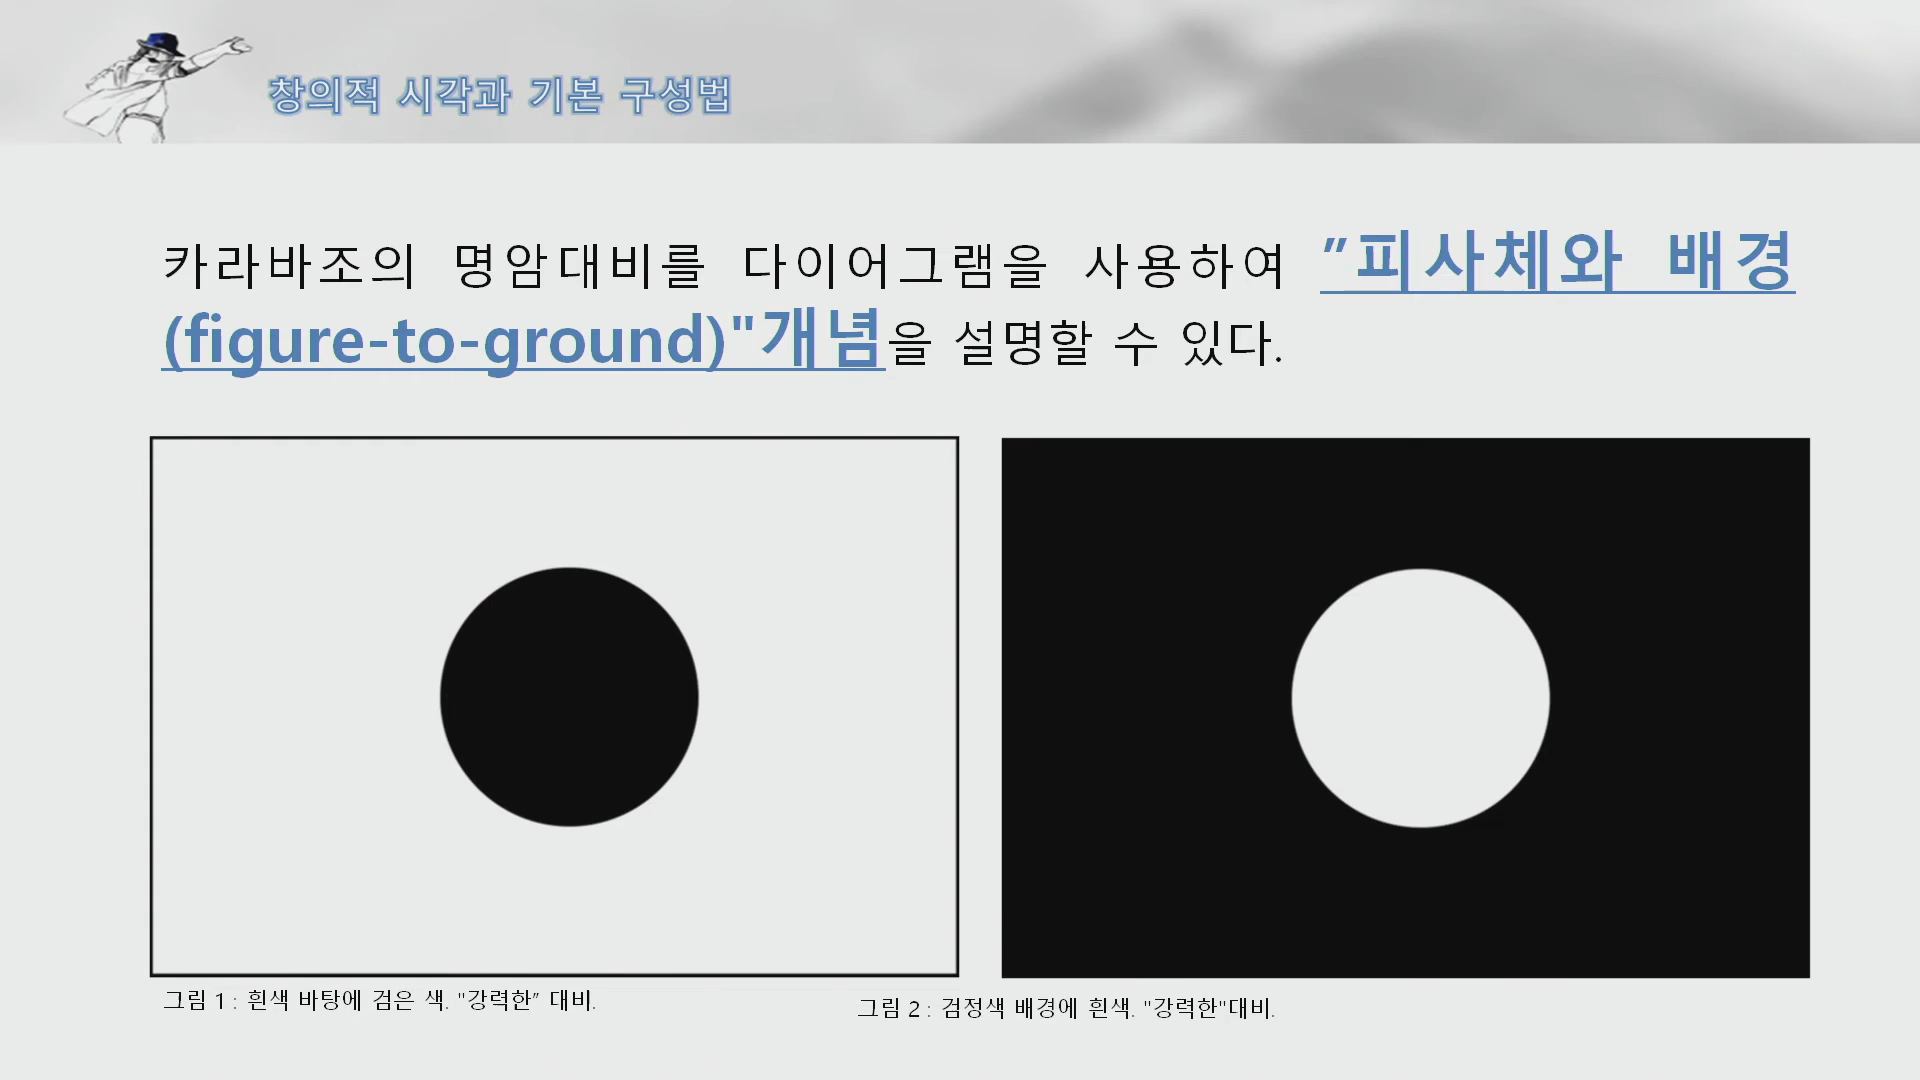 창의적 시각과 기본 구성법
카라바조의 명암대비를 다이어그램을 사용하여 ″피사체와 배경
(figure-to-ground)"개념을 설명할 수 있다.
그림 1 : 흰색 바탕에 검은 색. "강력한″ 대비.
그림 2 : 검정색 배경에 흰색. "강력한"대비.